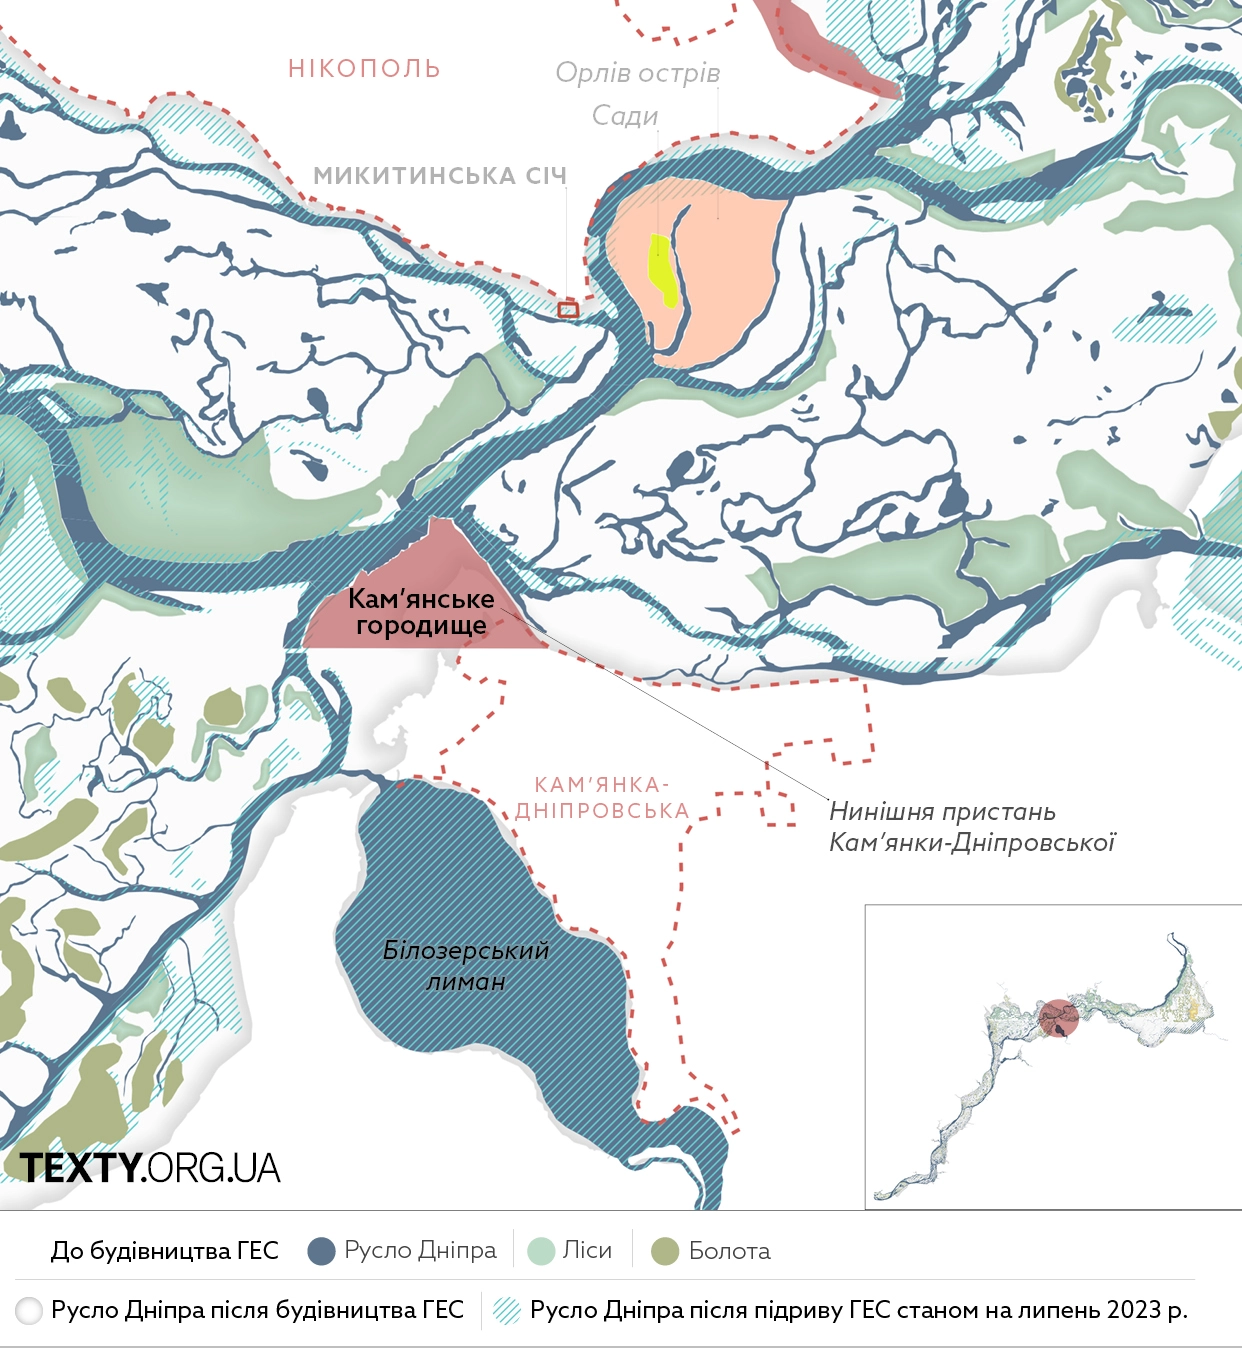 НІКОПОЛЬ
Орлів острів
Сади
МИКИТИНСЬКА СІЧ
Кам’янське
городище
КАМ’ЯНКА-
ДНІПРОВСЬКА
Нинішня пристань
Кам’янки-Дніпровської
Білозерський
лиман
TEXTY.ORG.UA
До будівництва ГЕС
Русло Дніпра
Ліси
Болота
Русло Дніпра після будівництва ГЕС
Русло Дніпра після підриву ГЕС станом на липень 2023 р.